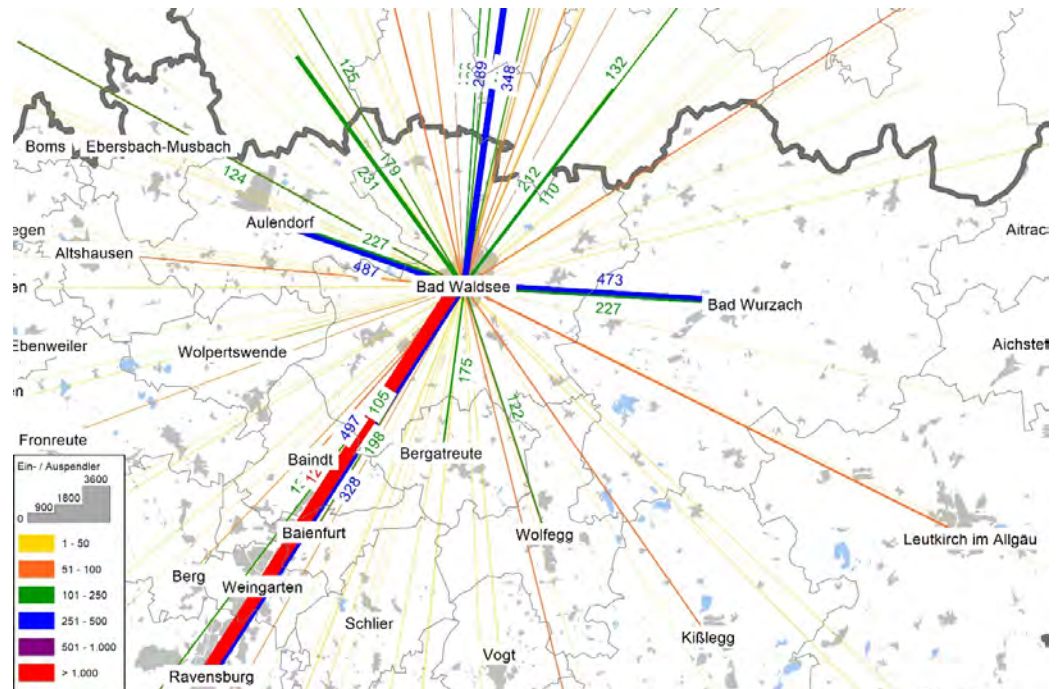 125
289
348
132
179
231
212
110
Boms
Ebersbach-Musbach
124
Aulendorf
227
487
egen
Altshausen
Aitrac
en
Bad Waldsee
473
227
Bad Wurzach
Ebenweiler
Wolpertswende
Aichstett
175
122
105
497
198
328
Fronreute
Baindt
Bergatreute
Baienfurt
Wolfegg
Leutkirch im Allgäu
Berg
Weingarten
Schlier
Vogt
Kißlegg
Ravensburg
Ein- / Auspendler
3600
1800
900
0
1 - 50
51 - 100
101 - 250
251 - 500
501 - 1.000
> 1.000